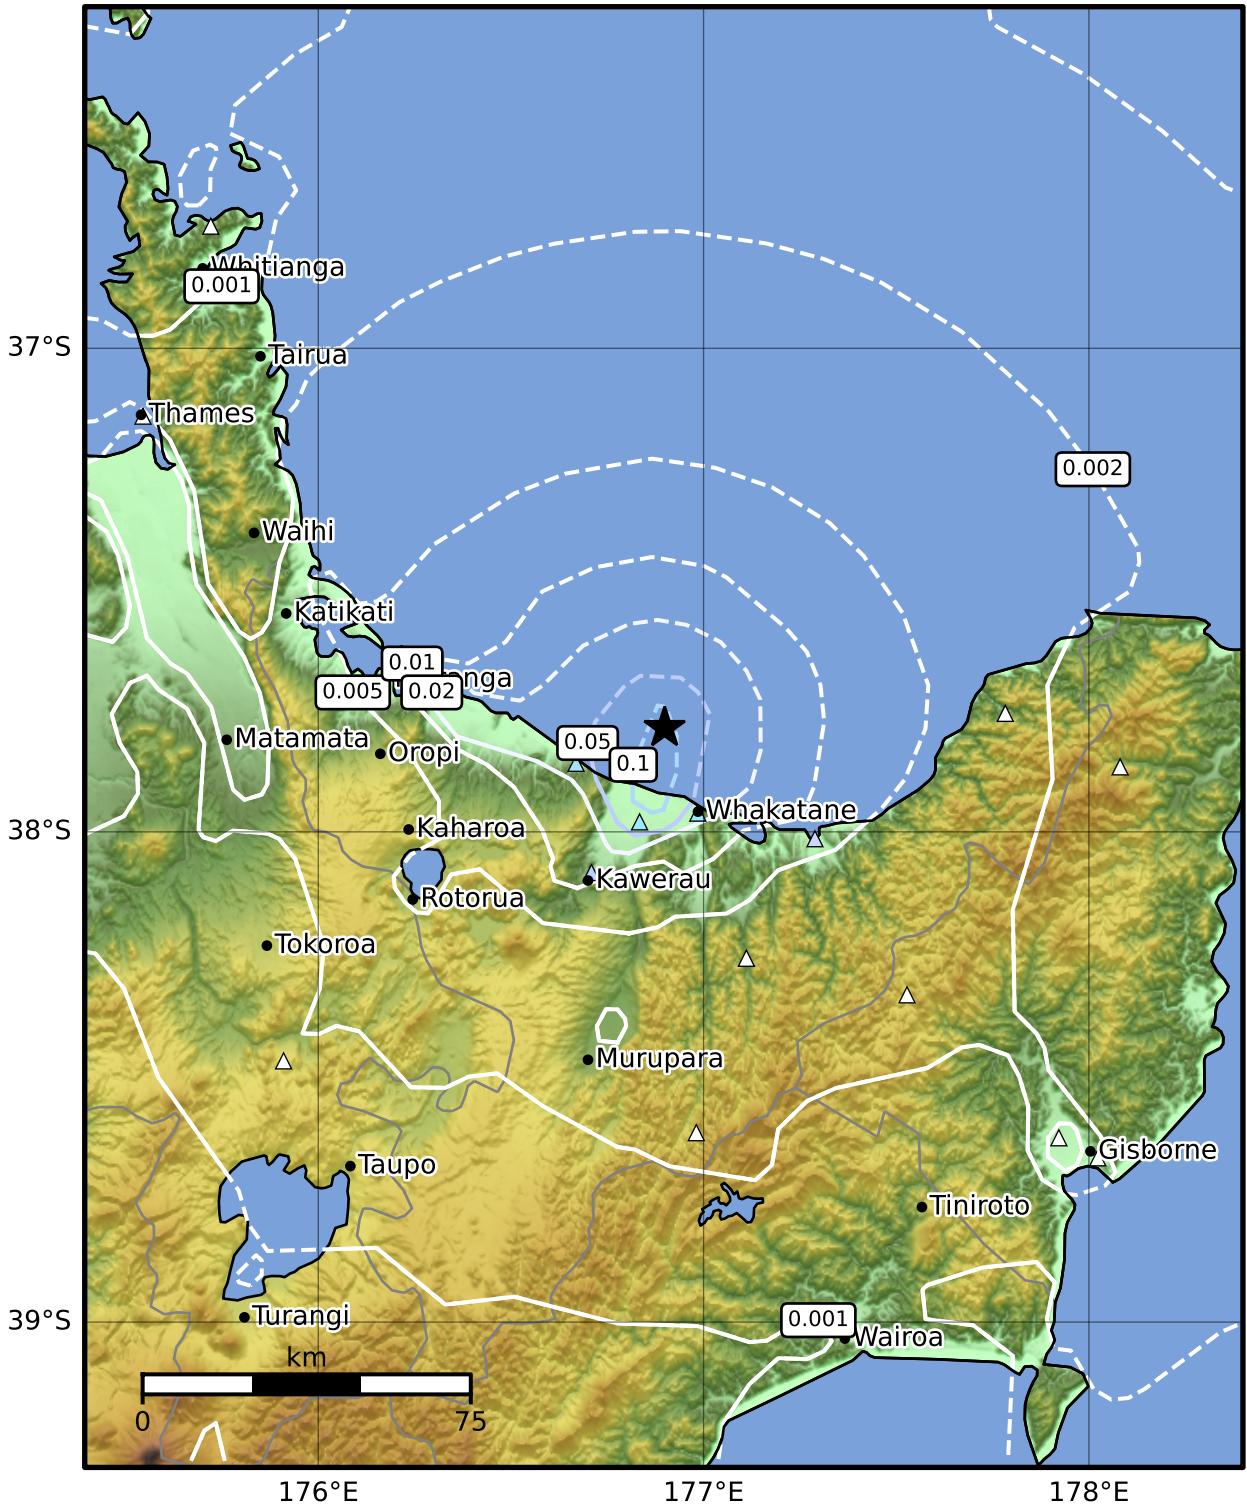 Whitianga
0.001
37°S
Tairua
Thames
0.002
Waihi
Katikati
0.01
0.005
0.02
Matamata
0.05
Oropi
0.1
Whakatane
38°S
Kaharoa
Kawerau
Rotorua
Tokoroa
Murupara
Gisborne
Taupo
Tiniroto
39°S
Turangi
0.001
Wairoa
km
0
75
176°E
177°E
178°E